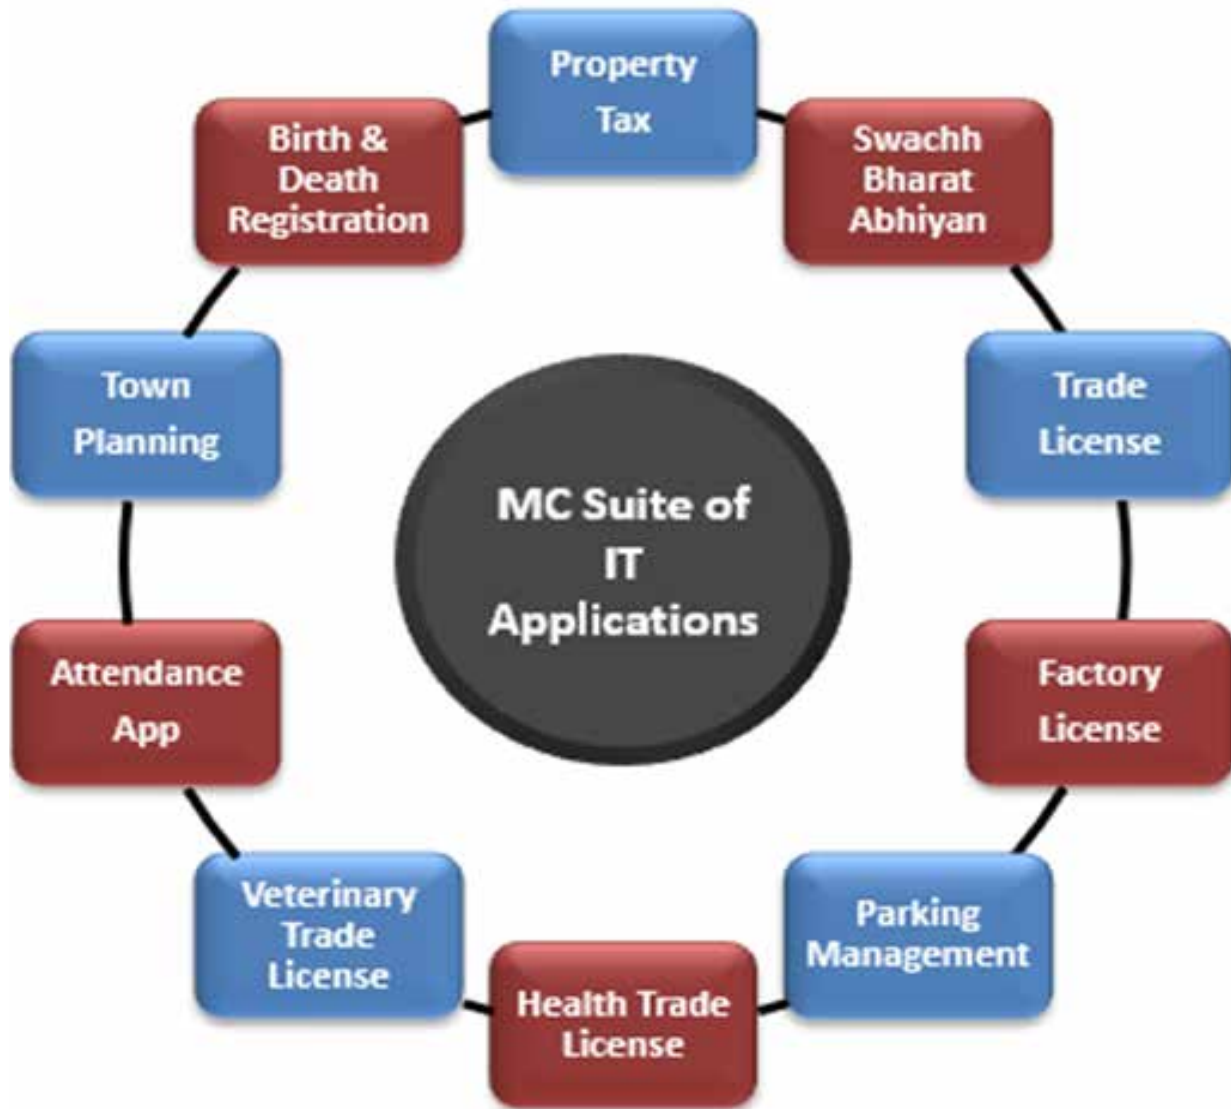 Property
Tax
Swachh
Bharat
Abhiyan
Trade
License
Factory
License
Parking
Management
Health Trade
License
Veterinary
Trade
License
Attendance
App
Town
Planning
Birth &
Death
Registration
MC Suite of
IT
Applications